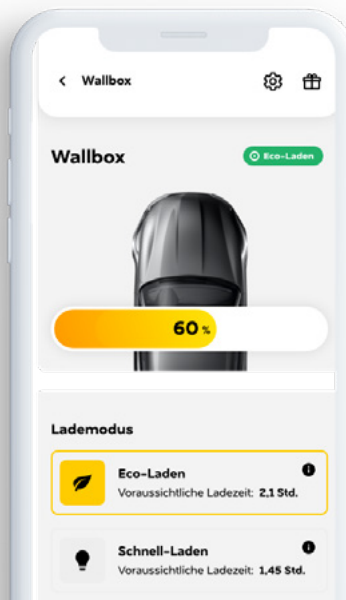 Wallbox
Wallbox
Eco-Laden
60 %
Lademodus
Eco-Laden
Voraussichtliche Ladezeit: 2,1 Std.
Schnell-Laden
Voraussichtliche Ladezeit: 1,45 Std.